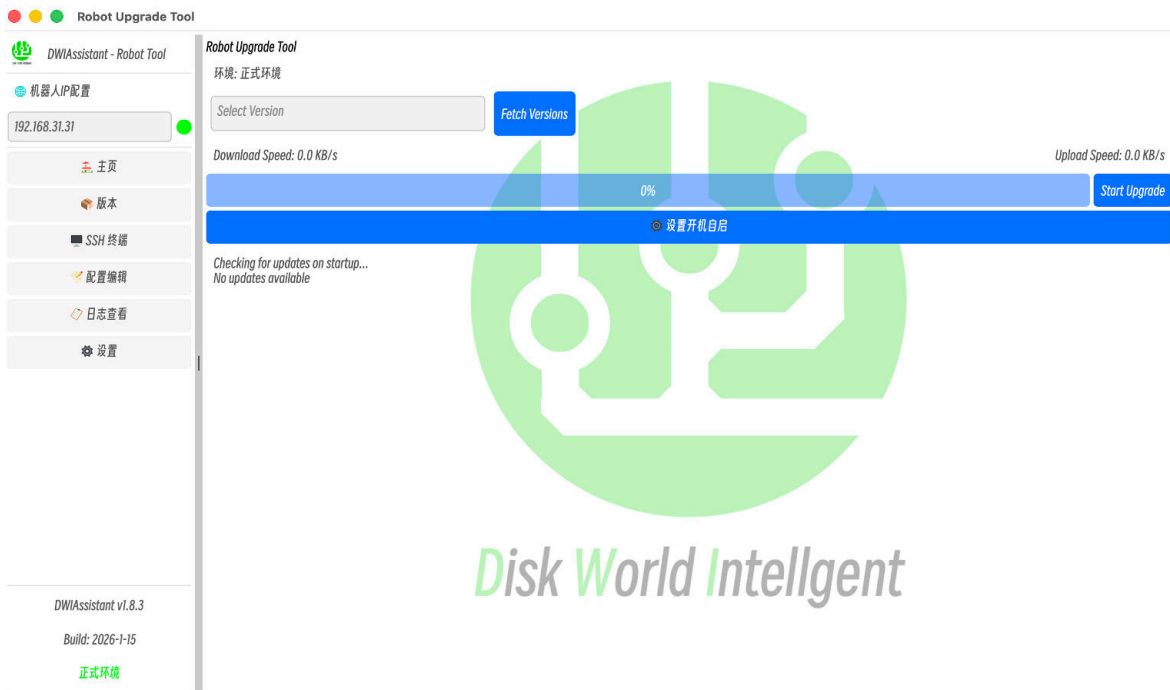 Robot Upgrade Tool
DWIAssistant - Robot Tool
机器人IP配置
192.168.31.31
主页
版本
SSH 终端
配置编辑
日志查看
设置
DWIAssistant v1.8.3
Build: 2026-1-15
正式环境
Robot Upgrade Tool
环境: 正式环境
Select Version
Fetch Versions
Download Speed: 0.0 KB/s
Upload Speed: 0.0 KB/s
0%
Start Upgrade
设置开机自启
Checking for updates on startup...
No updates available
Disk World Intellgent